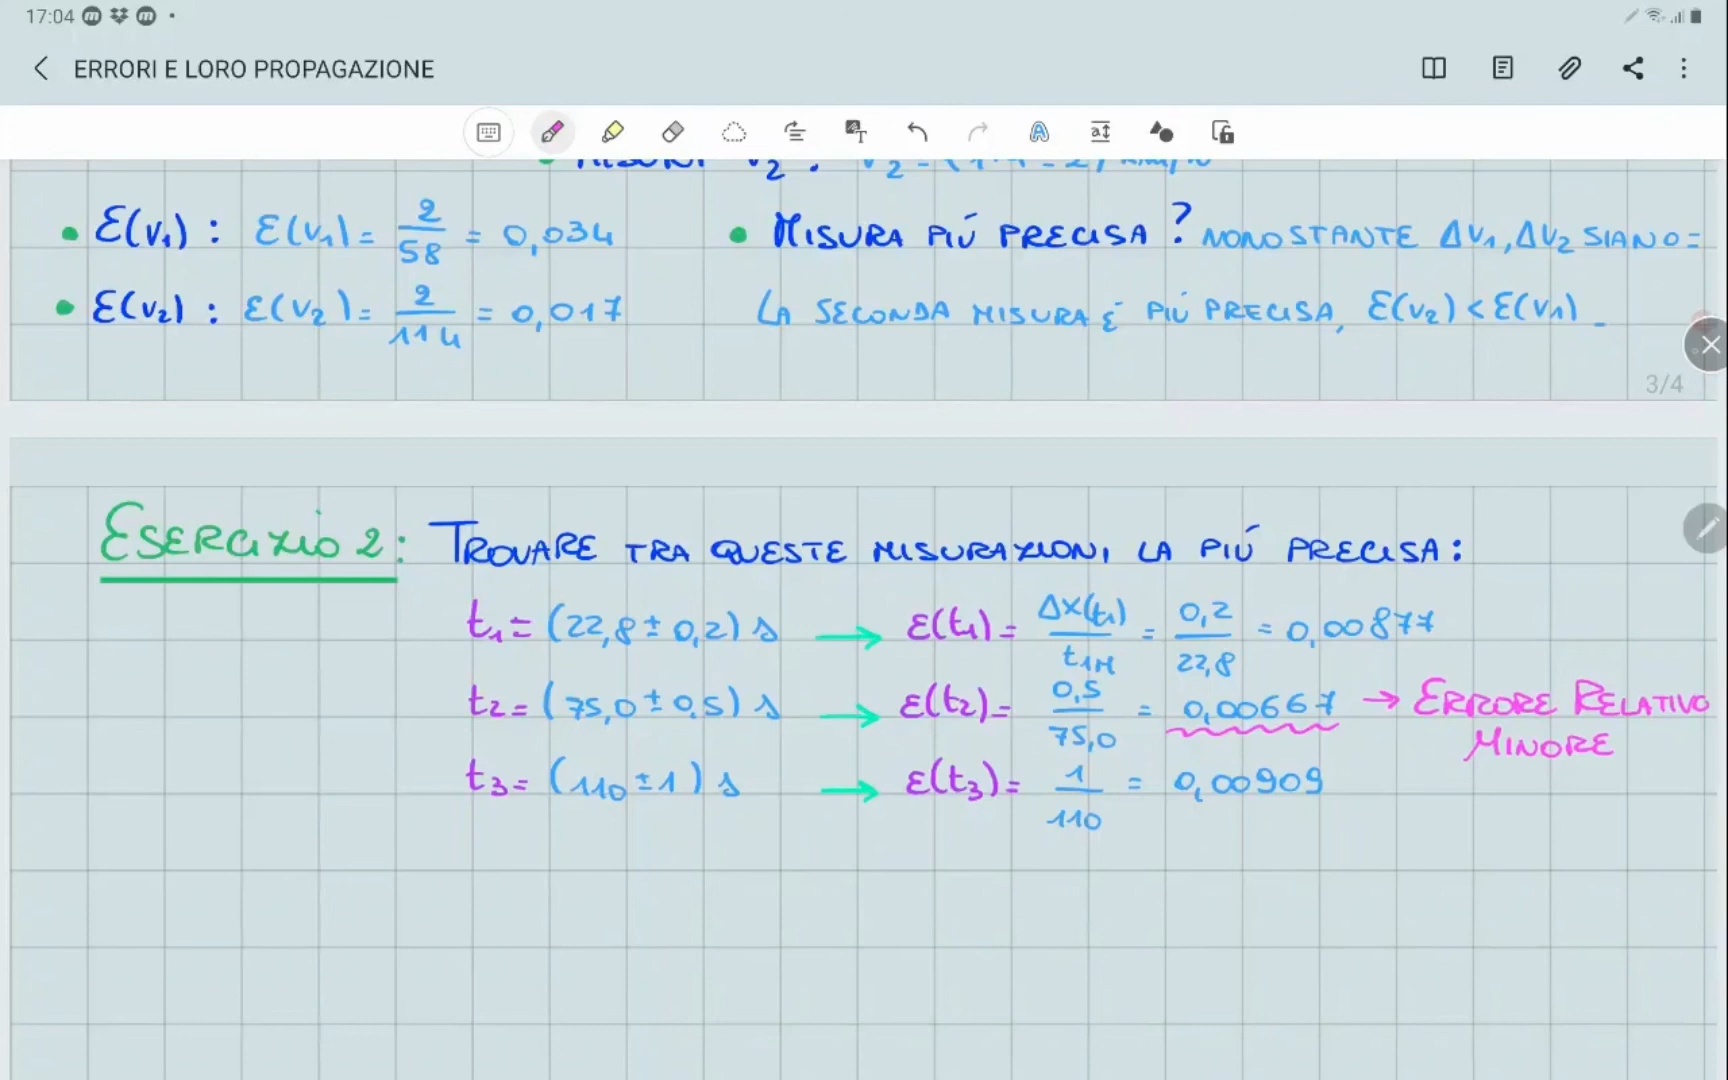 17:04
ERRORI E LORO PROPAGAZIONE
ε(v₁) : ε(v₁) = 2/58 = 0,034
MISURA PIÚ PRECISA ? NONOSTANTE ΔV₁, ΔV₂ SIANO =
ε(v₂) : ε(v₂) = 2/114 = 0,017
LA SECONDA MISURA É PIÚ PRECISA, ε(v₂) < ε(v₁)
3/4
ESERCIZIO 2: TROVARE TRA QUESTE MISURAZIONI LA PIÚ PRECISA:
t₁ = (22,8 ± 0,2) s → ε(t₁) = Δx(t₁)/t₁M = 0,2/22,8 = 0,00877
t₂ = (75,0 ± 0,5) s → ε(t₂) = 0,5/75,0 = 0,00667 → ERRORE RELATIVO
MINORE
t₃ = (110 ± 1) s → ε(t₃) = 1/110 = 0,00909